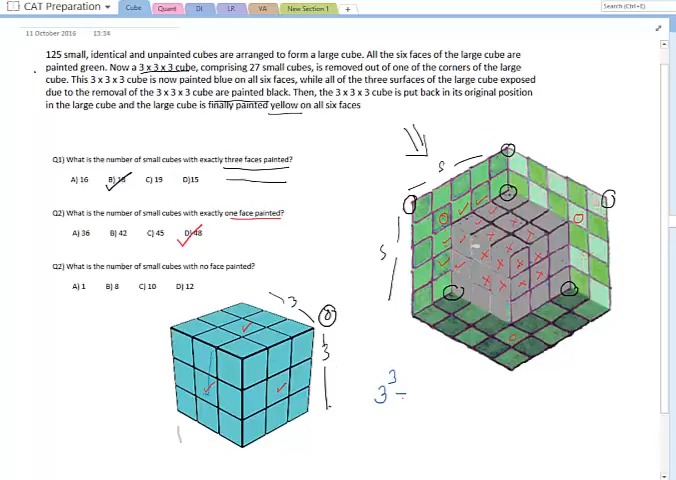 CAT Preparation
Cube
Quant
DI
LR
VA
New Section 1
+
Search (Ctrl+E)
11 October 2016 13:34
125 small, identical and unpainted cubes are arranged to form a large cube. All the six faces of the large cube are
painted green. Now a 3 x 3 x 3 cube, comprising 27 small cubes, is removed out of one of the corners of the large
cube. This 3 x 3 x 3 cube is now painted blue on all six faces, while all of the three surfaces of the large cube exposed
due to the removal of the 3 x 3 x 3 cube are painted black. Then, the 3 x 3 x 3 cube is put back in its original position
in the large cube and the large cube is finally painted yellow on all six faces
Q1) What is the number of small cubes with exactly three faces painted?
A) 16 B) 18 C) 19 D)15
Q2) What is the number of small cubes with exactly one face painted?
A) 36 B) 42 C) 45 D) 48
Q2) What is the number of small cubes with no face painted?
A) 1 B) 8 C) 10 D) 12
5
5
3
8
3
3³ =